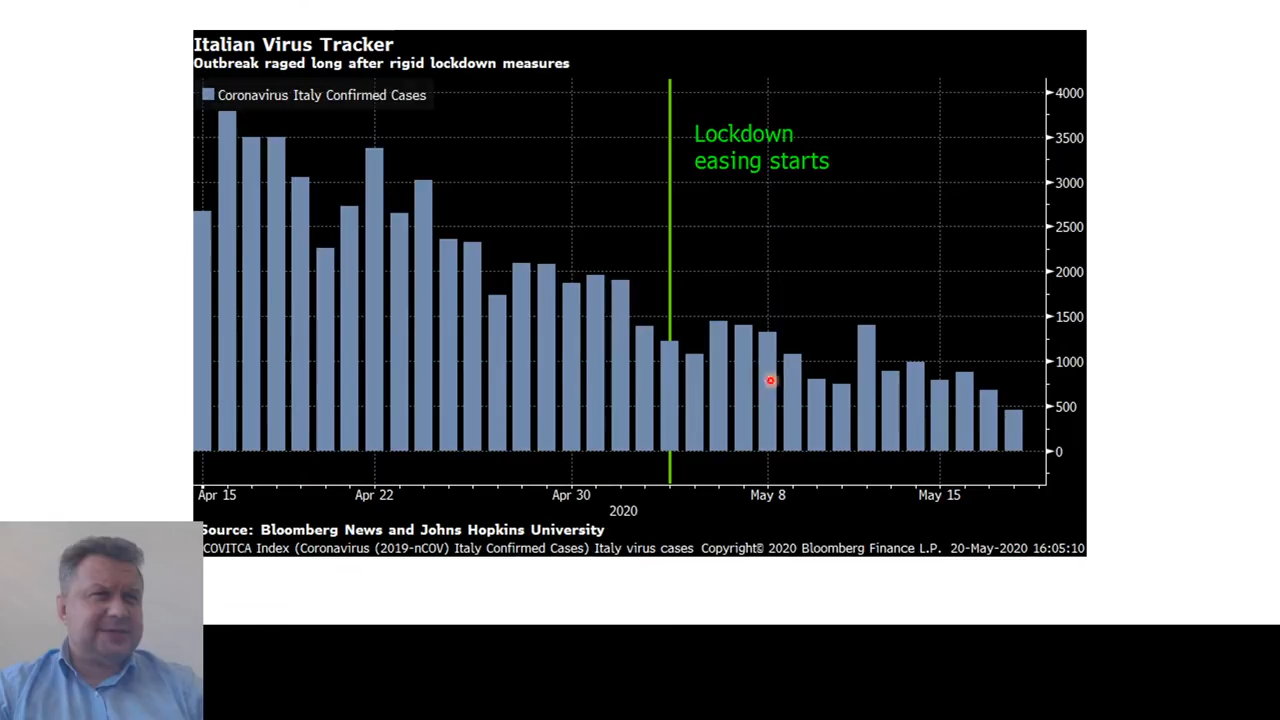 Italian Virus Tracker
Outbreak raged long after rigid lockdown measures
Coronavirus Italy Confirmed Cases
4000
Lockdown
3500
easing starts
3000
2500
2000
1500
1000
500
0
Apr 15 Apr 22 Apr 30 May 8 May 15
2020
Source: Bloomberg News and Johns Hopkins University
COVITCA Index (Coronavirus (2019-nCOV) Italy Confirmed Cases) Italy virus cases Copyright© 2020 Bloomberg Finance L.P. 20-May-2020 16:05:10